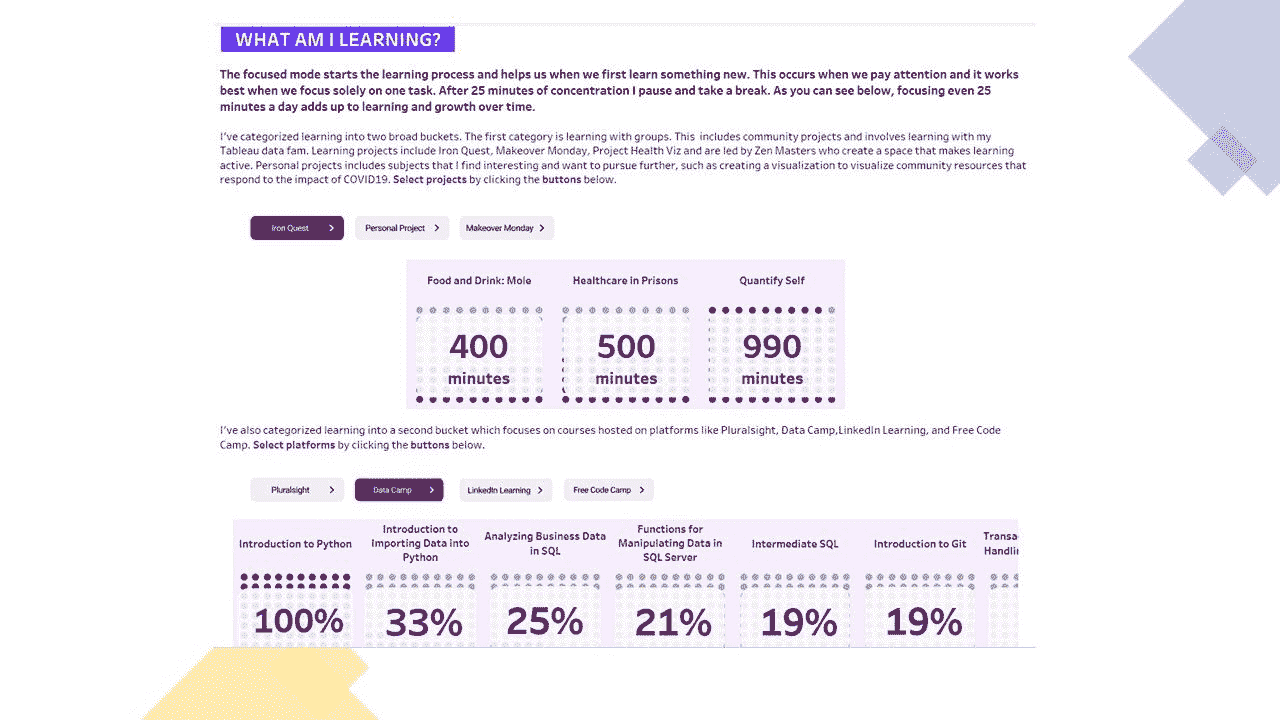 WHAT AM I LEARNING?
The focused mode starts the learning process and helps us when we first learn something new. This occurs when we pay attention and it works
best when we focus solely on one task. After 25 minutes of concentration I pause and take a break. As you can see below, focusing even 25
minutes a day adds up to learning and growth over time.
I've categorized learning into two broad buckets. The first category is learning with groups. This includes community projects and involves learning with my
Tableau data fam. Learning projects include Iron Quest, Makeover Monday, Project Health Viz and are led by Zen Masters who create a space that makes learning
active. Personal projects includes subjects that I find interesting and want to pursue further, such as creating a visualization to visualize community resources that
respond to the impact of COVID19. Select projects by clicking the buttons below.
Iron Quest Personal Project Makeover Monday
Food and Drink: Mole Healthcare in Prisons Quantify Self
400 500 990
minutes minutes minutes
I've also categorized learning into a second bucket which focuses on courses hosted on platforms like Pluralsight, Data Camp,LinkedIn Learning, and Free Code
Camp. Select platforms by clicking the buttons below.
Pluralsight Data Camp LinkedIn Learning Free Code Camp
Introduction to Python
Introduction to
Importing Data into
Python
Analyzing Business Data
in SQL
Functions for
Manipulating Data in
SQL Server
Intermediate SQL
Introduction to Git
100% 33% 25% 21% 19% 19%